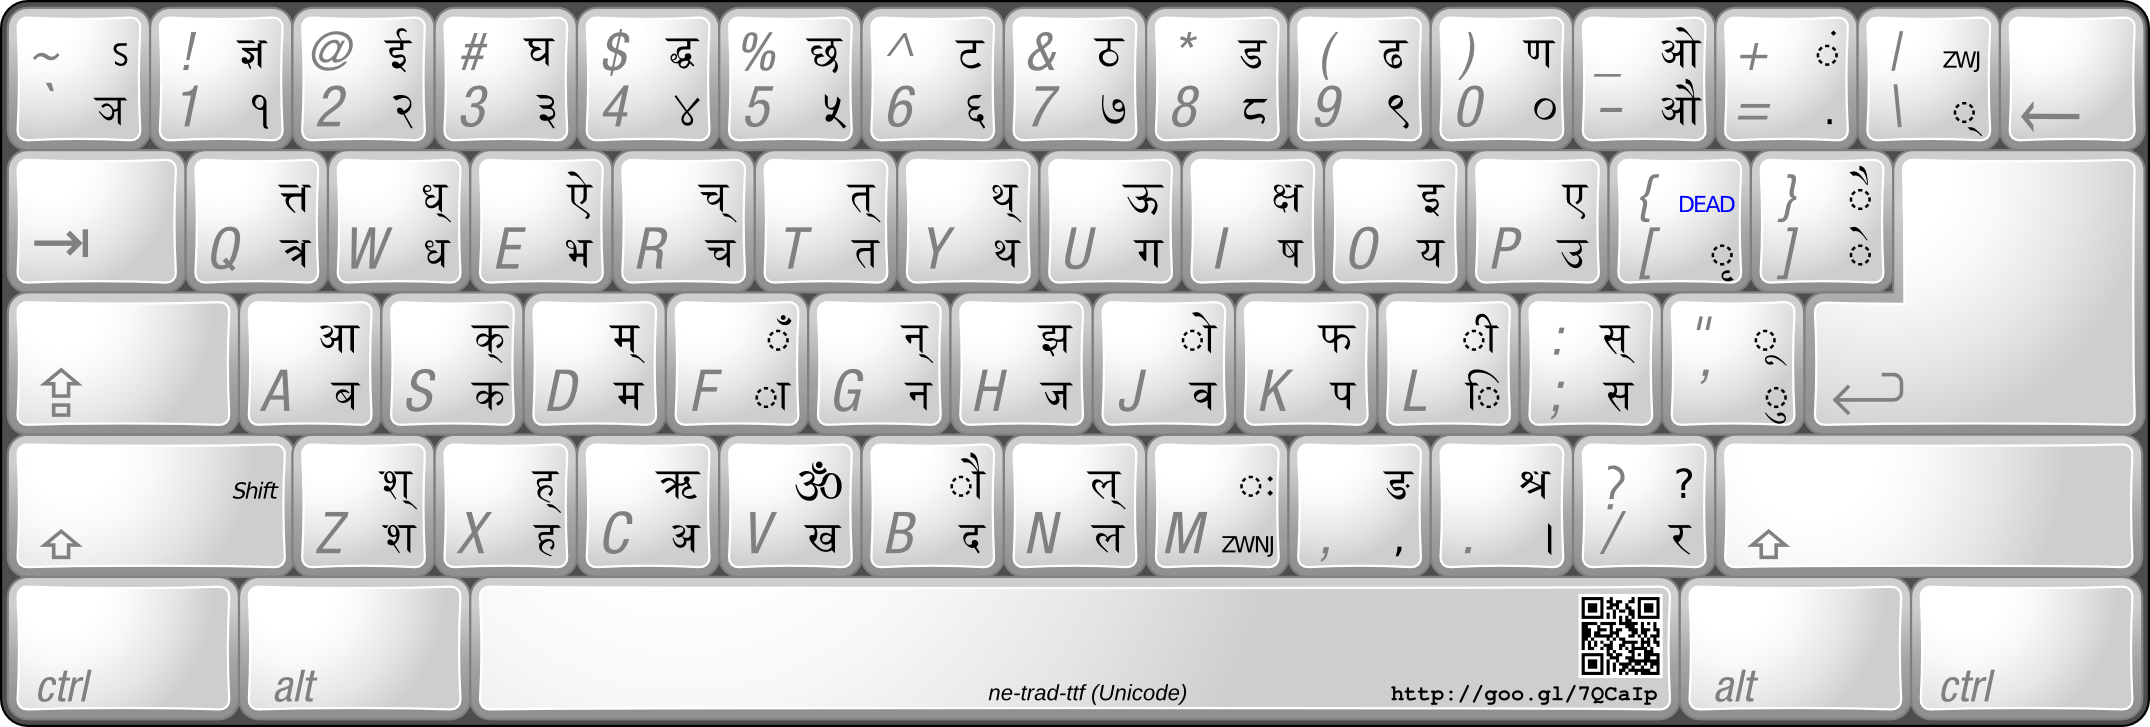 ~ ऽ ! ज्ञ @ ई # घ $ द्ध % छ ^ ट & ठ * ड ( ढ ) ण _ ओ + ं | ZWJ
` ञ 1 १ 2 २ 3 ३ 4 ४ 5 ५ 6 ६ 7 ७ 8 ८ 9 ९ 0 ० - औ = . \ ्
त्त ध् ऐ च् त् थ् ऊ क्ष इ ए { DEAD } ै
Q त्र W ध E भ R च T त Y थ U ग I ष O य P उ [ ृ ] े
आ क् म् ँ न् झ ो फ ी : स् " ू
A ब S क D म F ा G न H ज J व K प L ि ; स ' ु
Shift श् ह् ऋ ॐ ौ ल् ः ङ श्र ? ?
Z श X ह C अ V ख B द N ल M ZWNJ , , . । / र
ctrl alt ne-trad-ttf (Unicode) http://goo.gl/7QCaIp alt ctrl